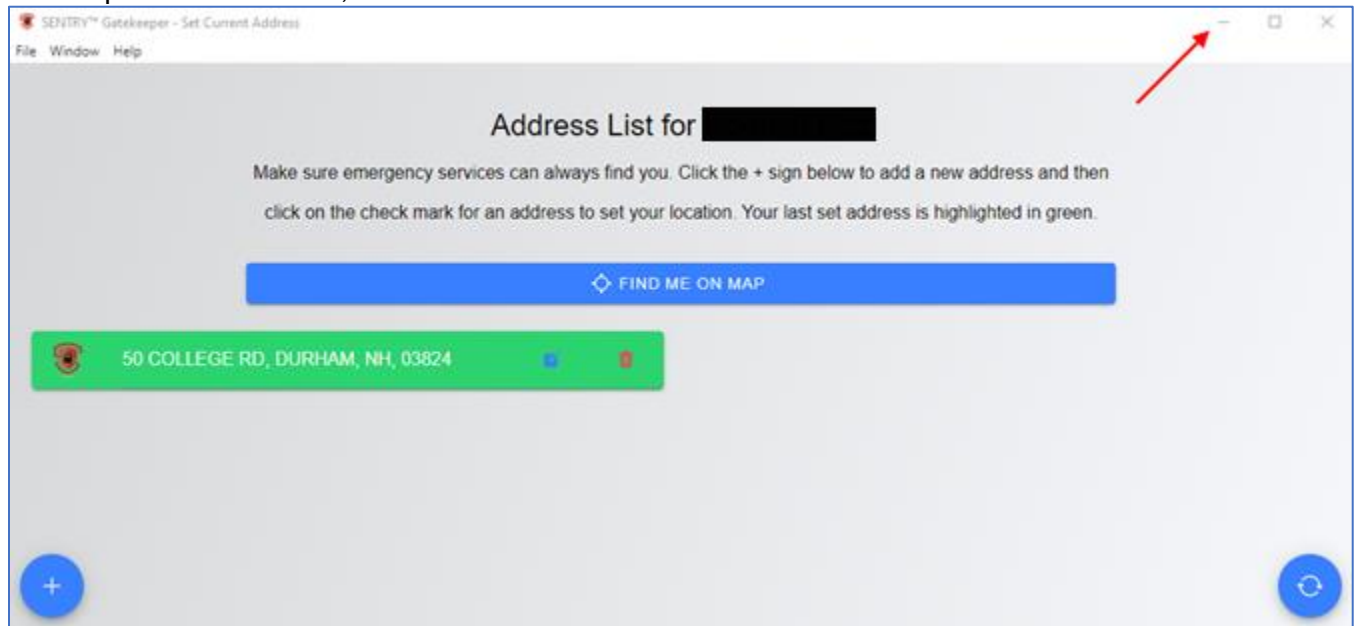 SENTRY™ Gatekeeper - Set Current Address
File Window Help
Address List for
Make sure emergency services can always find you. Click the + sign below to add a new address and then
click on the check mark for an address to set your location. Your last set address is highlighted in green.
FIND ME ON MAP
50 COLLEGE RD, DURHAM, NH, 03824
+